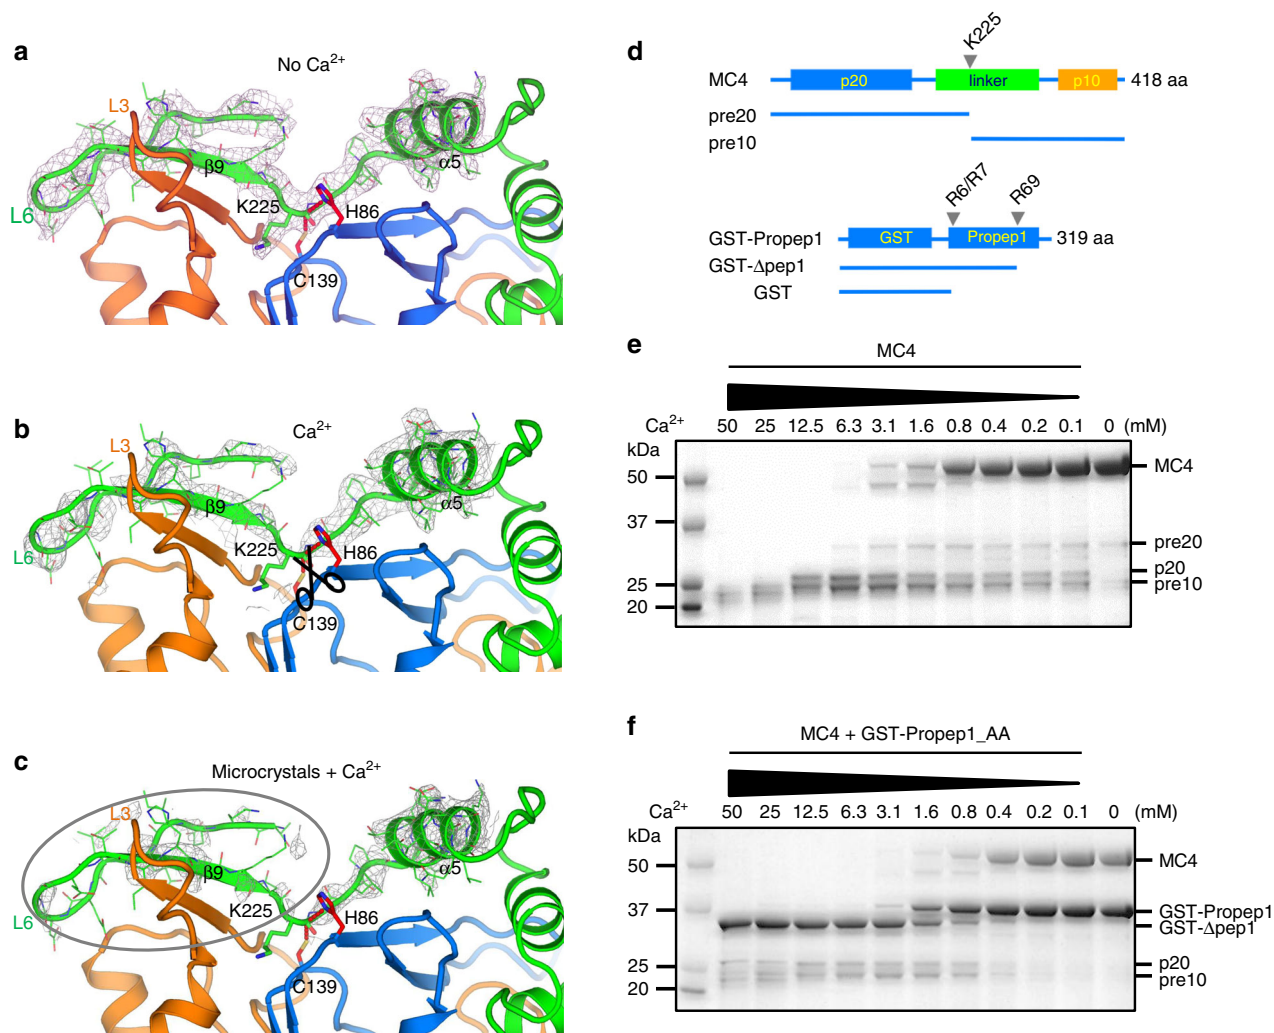 a
No Ca2+
L3
β9
α5
K225
H86
L6
C139
b
Ca2+
L3
β9
α5
K225
H86
L6
C139
c
Microcrystals + Ca2+
L3
β9
α5
K225
H86
L6
C139
d
K225
MC4 p20 linker p10 418 aa
pre20
pre10
R6/R7 R69
GST-Propep1 GST Propep1 319 aa
GST-Δpep1
GST
e
MC4
Ca2+ 50 25 12.5 6.3 3.1 1.6 0.8 0.4 0.2 0.1 0 (mM)
kDa
50
37
25
20
MC4
pre20
p20
pre10
f
MC4 + GST-Propep1_AA
Ca2+ 50 25 12.5 6.3 3.1 1.6 0.8 0.4 0.2 0.1 0 (mM)
kDa
50
37
25
20
MC4
GST-Propep1
GST-Δpep1
p20
pre10